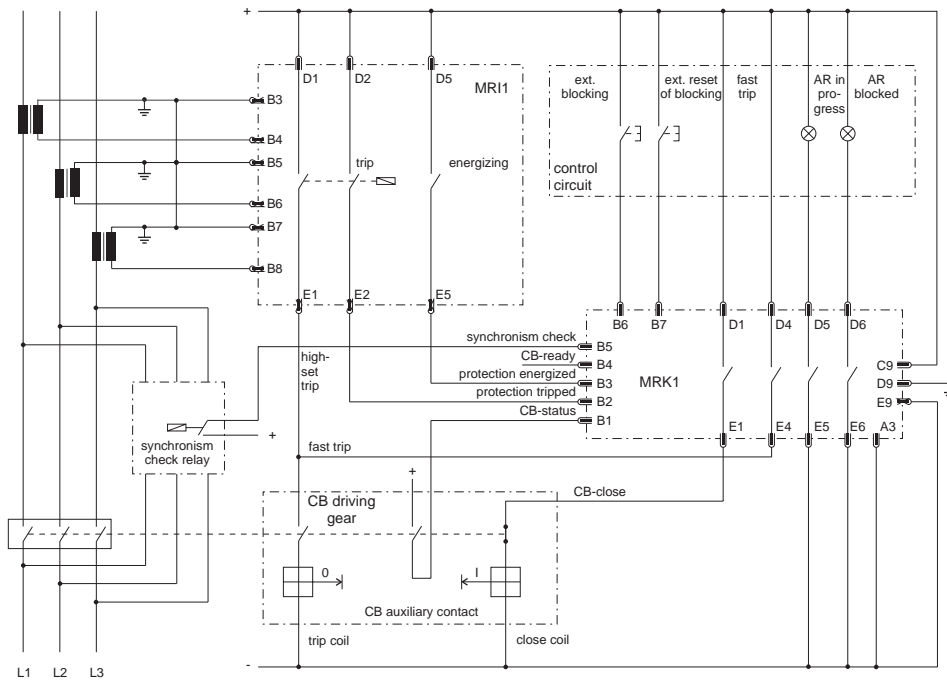 +
D1 D2 D5
MRI1
B3
B4
B5
B6
B7
B8
trip
energizing
E1 E2 E5
ext. blocking
ext. reset of blocking
fast trip
AR in pro-gress
AR blocked
control circuit
B6 B7 D1 D4 D5 D6
synchronism check
B5
CB-ready
B4
protection energized
B3
protection tripped
B2
CB-status
B1
MRK1
C9
D9
E9
E1 E4 E5 E6 A3
high-set trip
+
synchronism check relay
fast trip
+
CB-close
CB driving gear
0
I
CB auxiliary contact
trip coil
close coil
-
L1 L2 L3